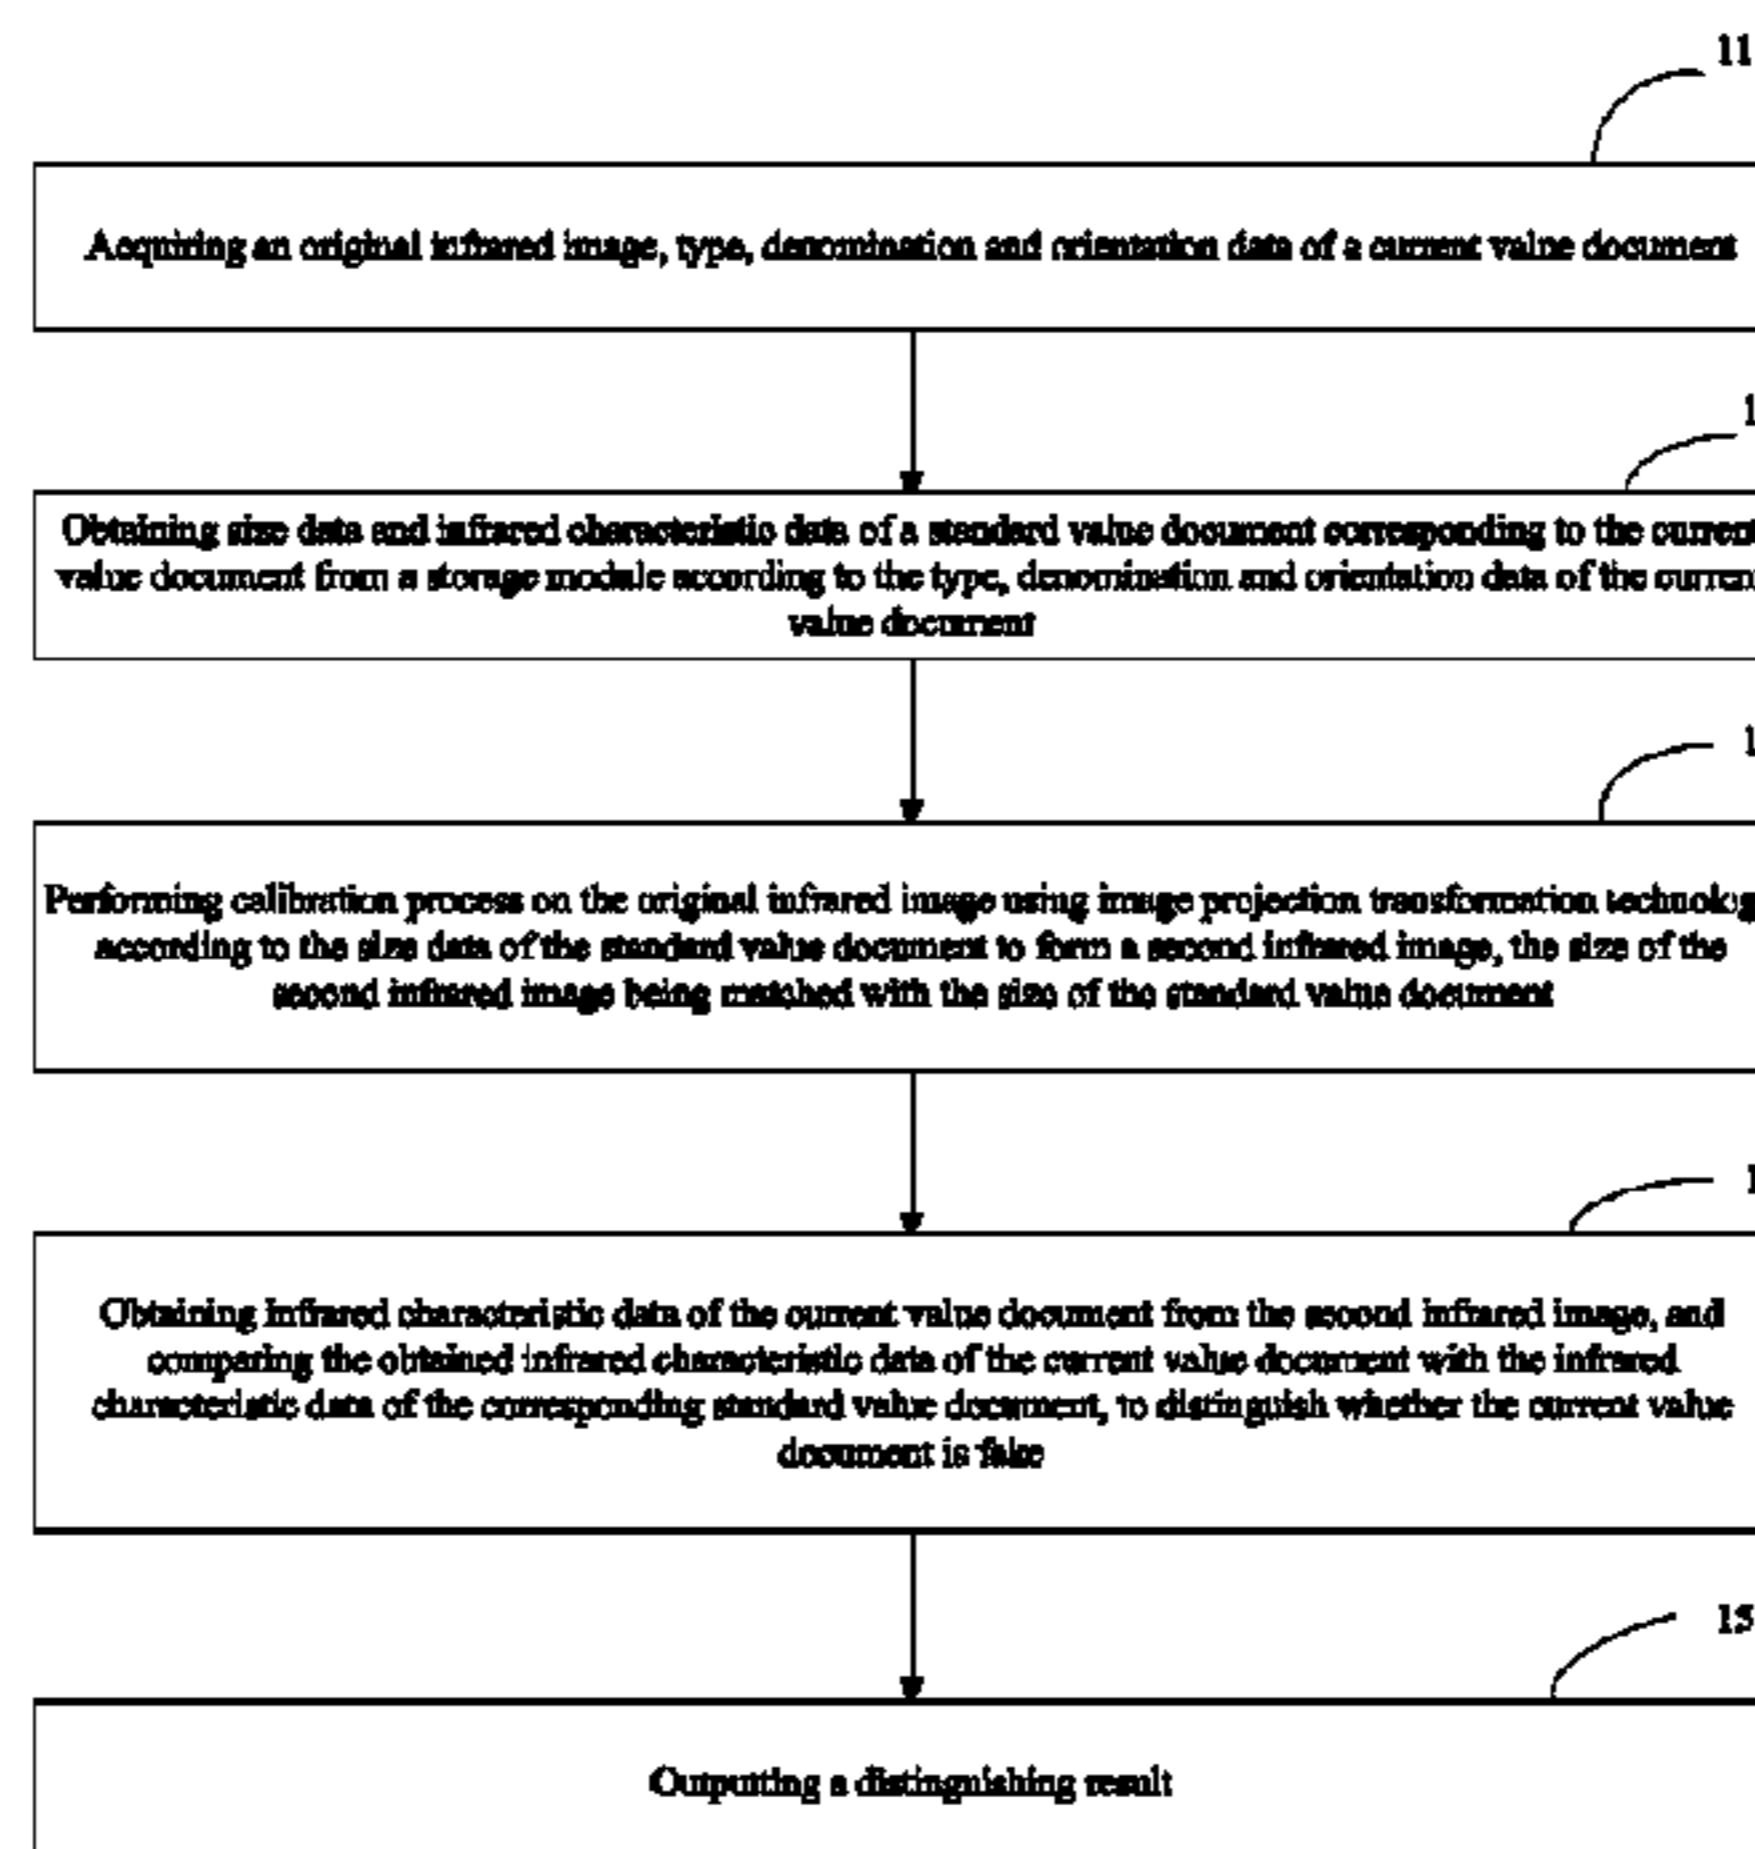 11
Acquiring an original infrared image, type, denomination and orientation data of a current value document
1
Obtaining size data and infrared characteristic data of a standard value document corresponding to the current
value document from a storage module according to the type, denomination and orientation data of the current
value document
1
Performing calibration process on the original infrared image using image projection transformation technolog
according to the size data of the standard value document to form a second infrared image, the size of the
second infrared image being matched with the size of the standard value document
1
Obtaining infrared characteristic data of the current value document from the second infrared image, and
comparing the obtained infrared characteristic data of the current value document with the infrared
characteristic data of the corresponding standard value document, to distinguish whether the current value
document is fake
15
Outputting a distinguishing result